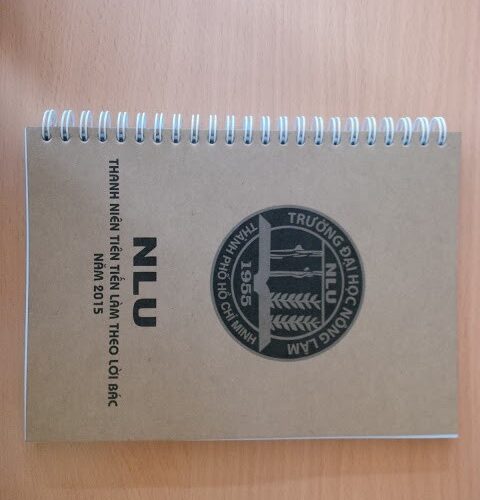 TRƯỜNG ĐẠI HỌC NÔNG LÂM
NLU
1955
THÀNH PHỐ HỒ CHÍ MINH
NLU
THANH NIÊN TIÊN TIẾN LÀM THEO LỜI BÁC
NĂM 2015